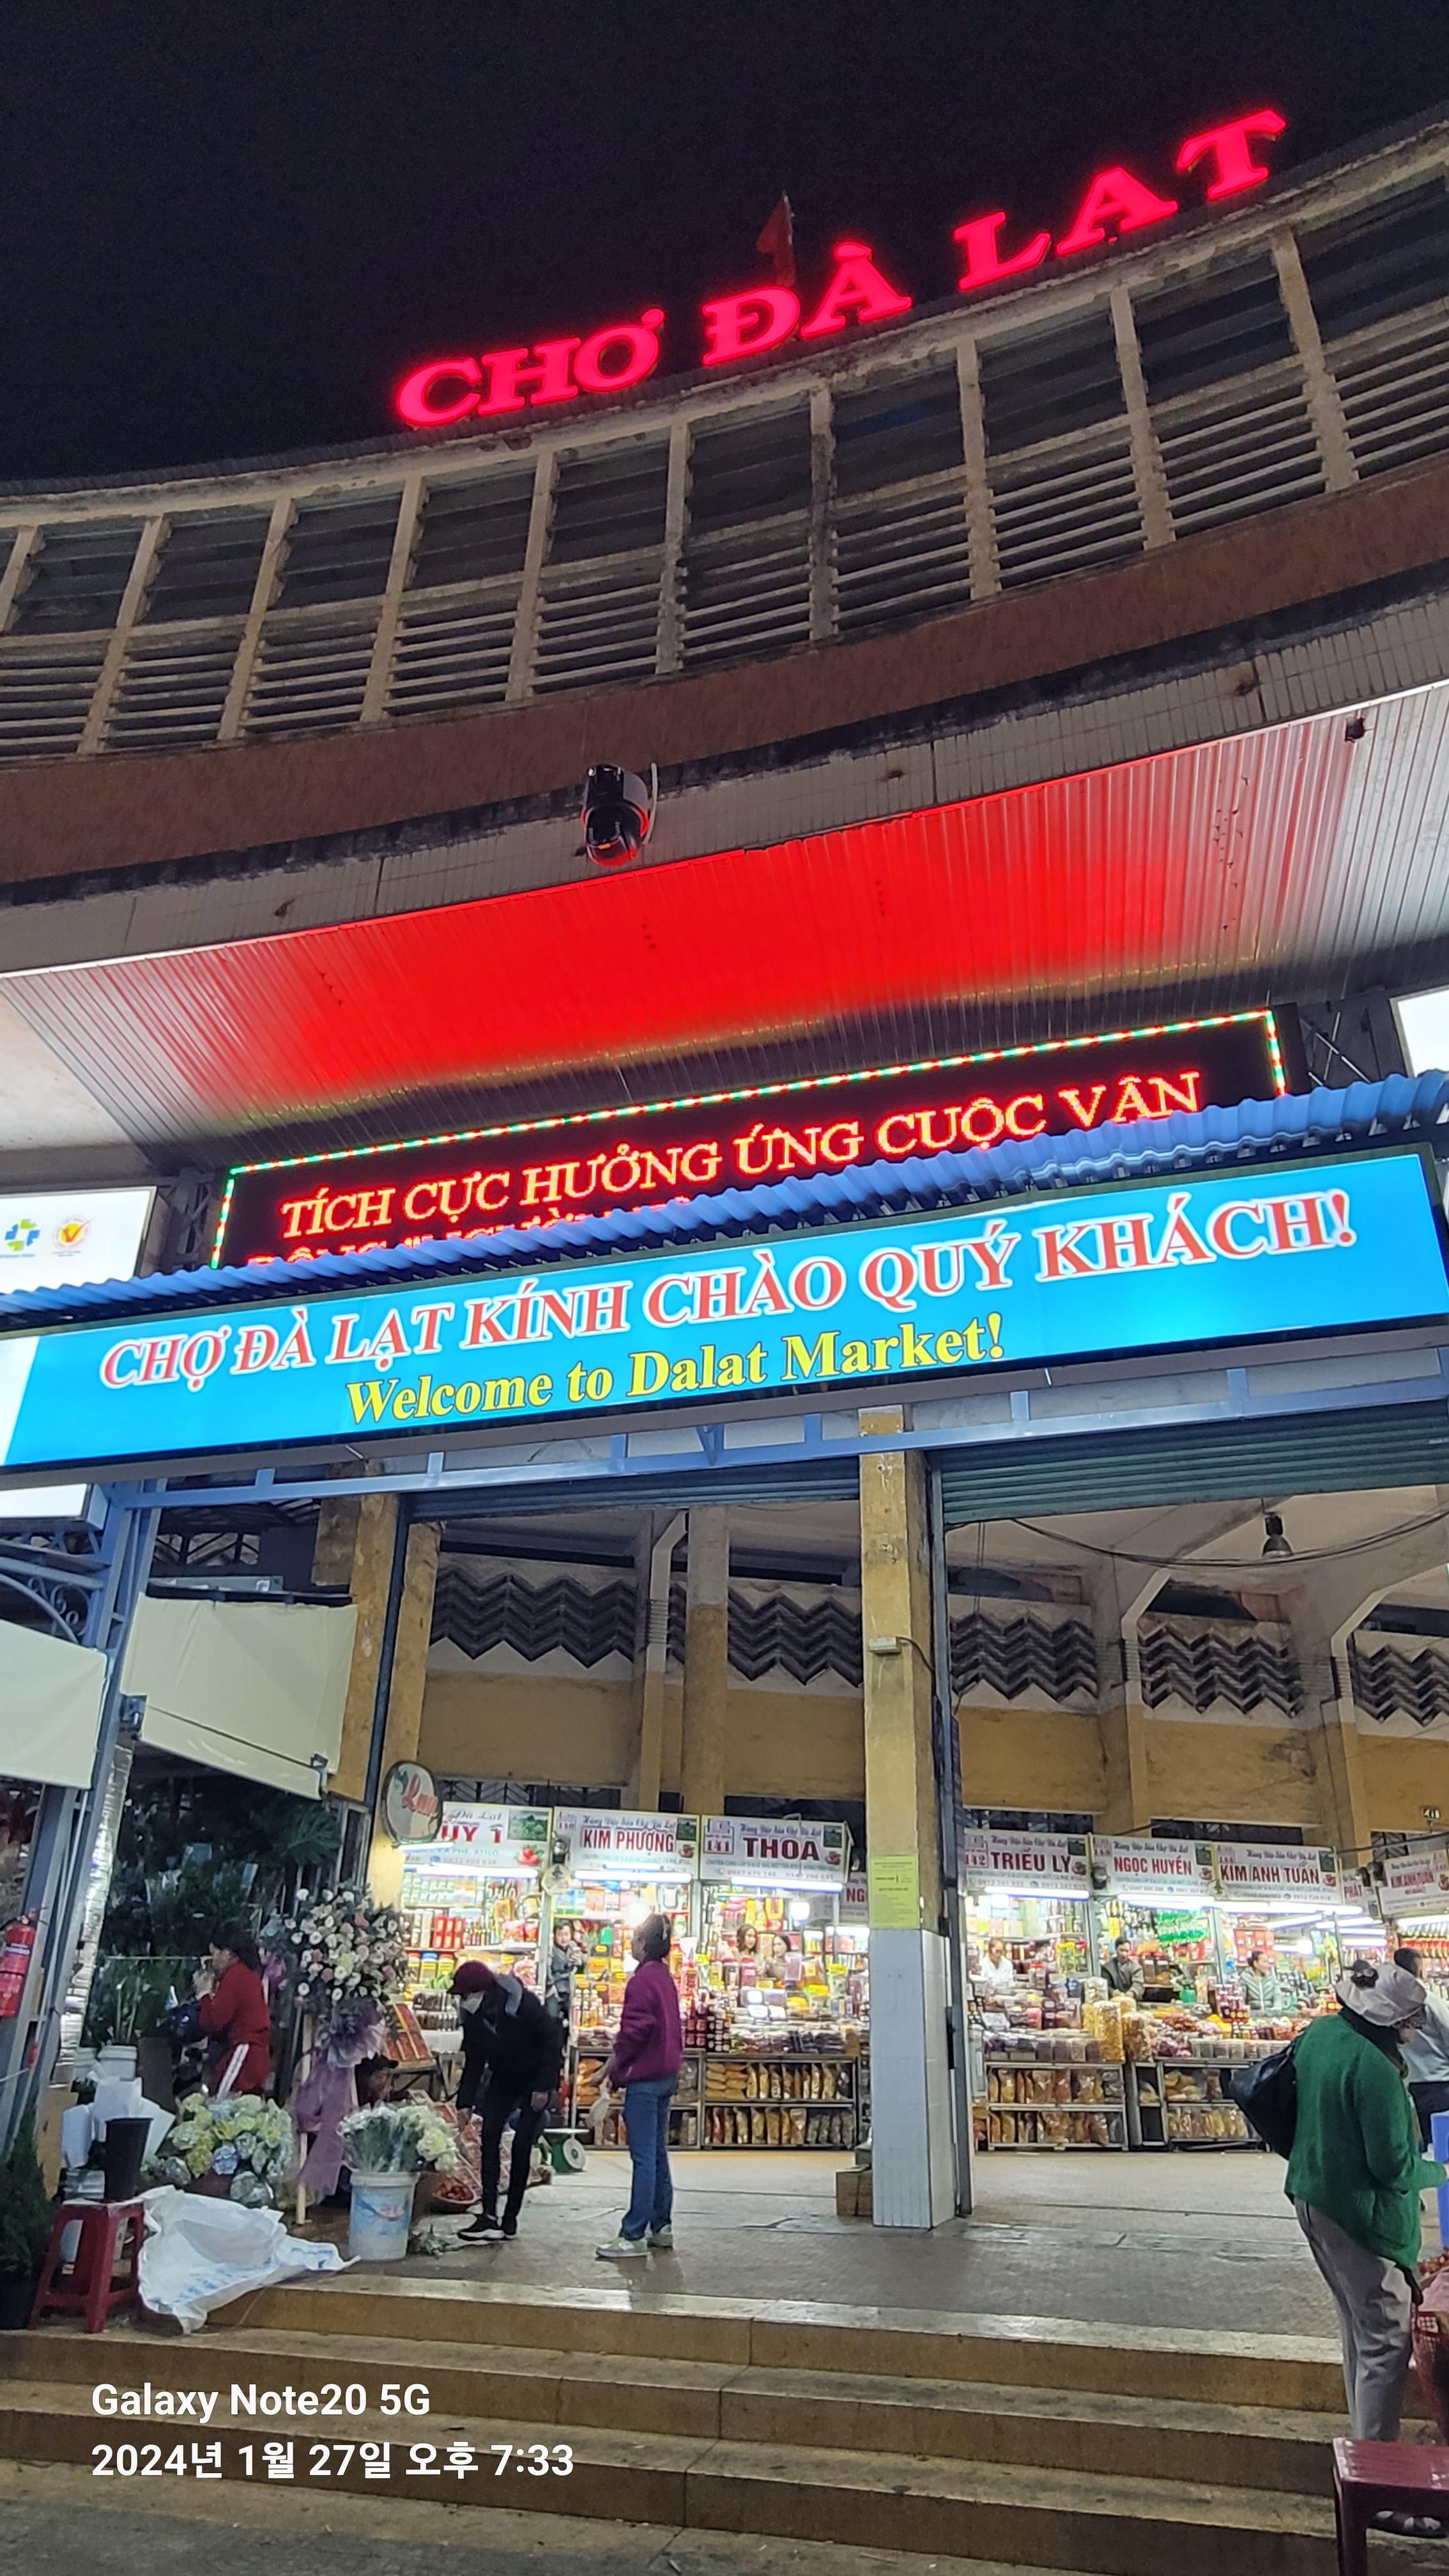 CHỢ ĐÀ LẠT
TÍCH CỰC HƯỞNG ỨNG CUỘC VẬN
CHỢ ĐÀ LẠT KÍNH CHÀO QUÝ KHÁCH!
Welcome to Dalat Market!
KIM PHƯỢNG
THOA
TRIỀU LY
NGỌC HUYỀN
KIM ANH TUẤN
Galaxy Note20 5G
2024년 1월 27일 오후 7:33